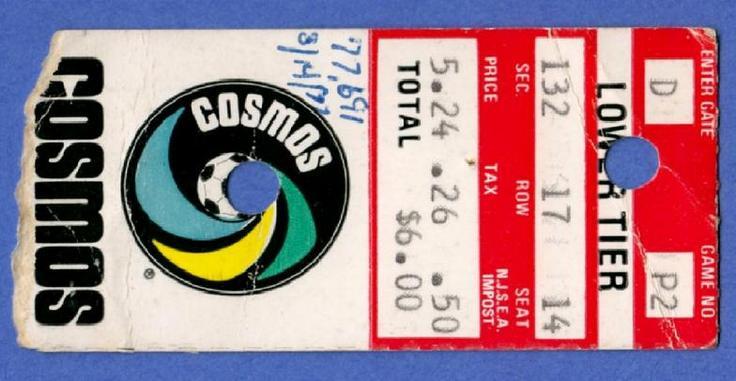 COSMOS
77,691
8/14/77
COSMOS
®
PRICE TAX N.J.S.E.A. IMPOST
5.24 .26 .50
TOTAL $6.00
SEC. ROW SEAT
132 17 14
LOWER TIER
ENTER GATE GAME NO.
D P2